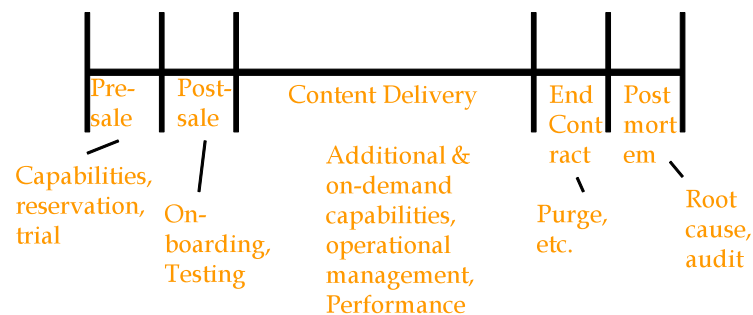 Pre-
sale
Post-
sale
Content Delivery
End
Cont
ract
Post
mort
em
Capabilities,
reservation,
trial
On-
boarding,
Testing
Additional &
on-demand
capabilities,
operational
management,
Performance
Purge,
etc.
Root
cause,
audit